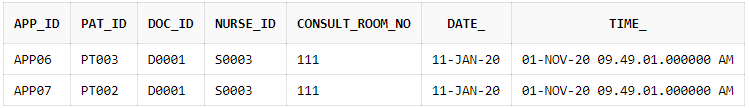 APP_ID PAT_ID DOC_ID NURSE_ID CONSULT_ROOM_NO DATE_ TIME_
APP06 PT003 D0001 S0003 111 11-JAN-20 01-NOV-20 09.49.01.000000 AM
APP07 PT002 D0001 S0003 111 11-JAN-20 01-NOV-20 09.49.01.000000 AM